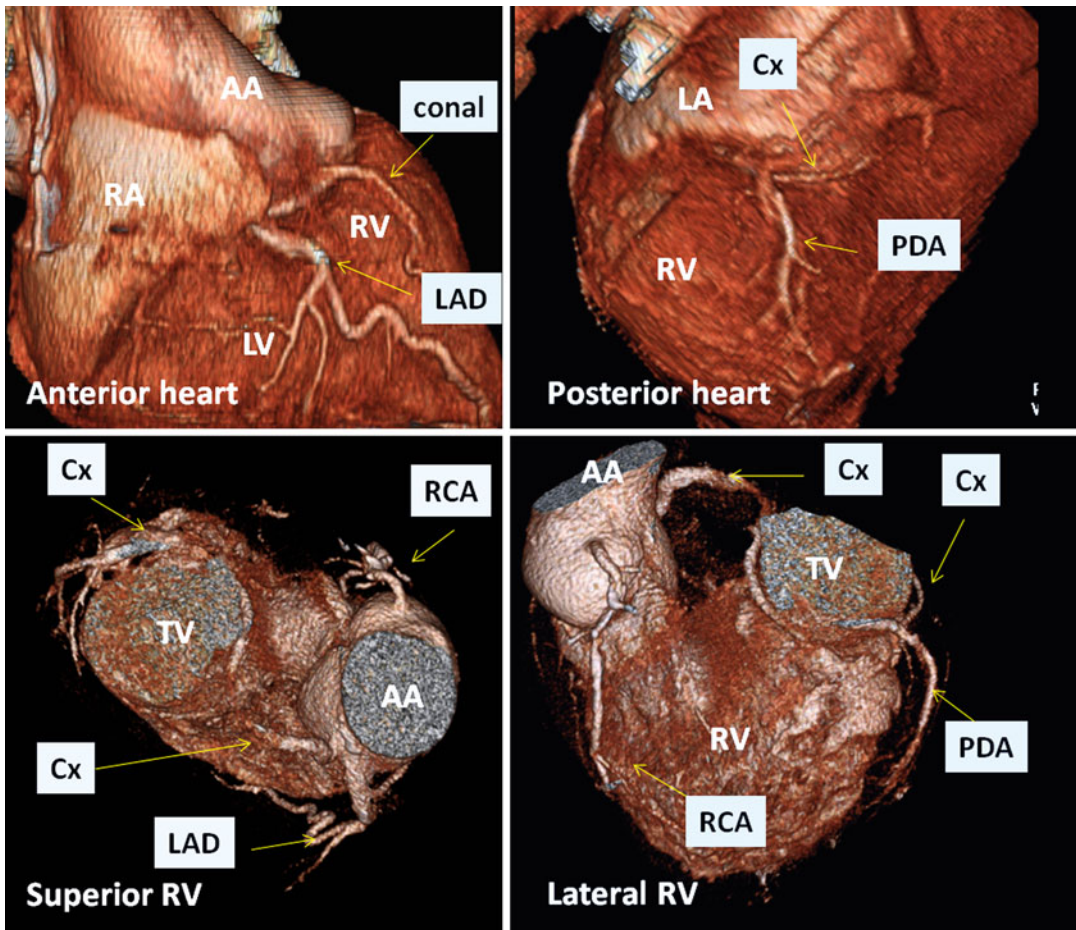 AA
conal
RA
RV
LAD
LV
Anterior heart
Cx
LA
PDA
RV
Posterior heart
Cx
RCA
TV
AA
Cx
LAD
Superior RV
AA
Cx
Cx
TV
RV
PDA
RCA
Lateral RV